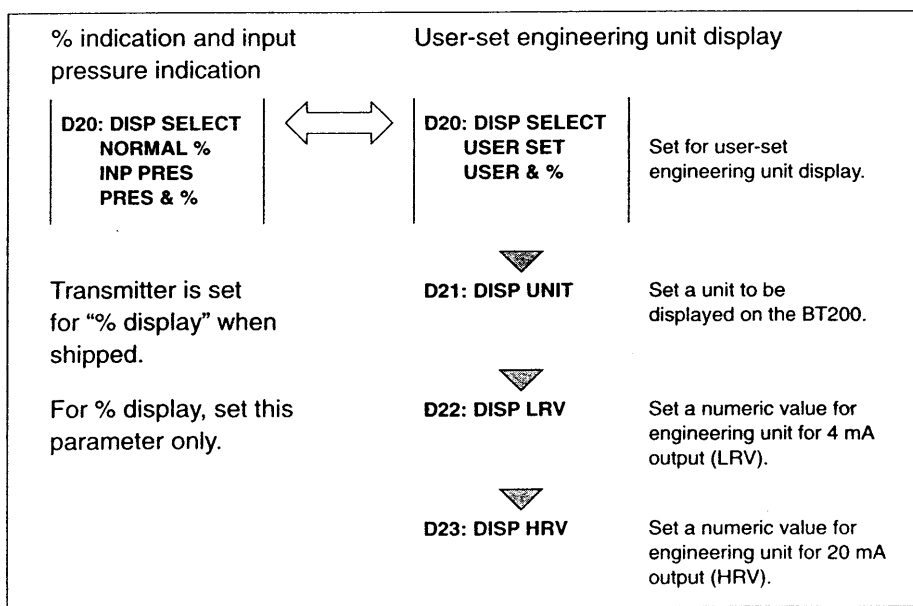 % indication and input
pressure indication
User-set engineering unit display
D20: DISP SELECT
NORMAL %
INP PRES
PRES & %
D20: DISP SELECT
USER SET
USER & %
Set for user-set
engineering unit display.
Transmitter is set
for “% display” when
shipped.
For % display, set this
parameter only.
D21: DISP UNIT
Set a unit to be
displayed on the BT200.
D22: DISP LRV
Set a numeric value for
engineering unit for 4 mA
output (LRV).
D23: DISP HRV
Set a numeric value for
engineering unit for 20 mA
output (HRV).